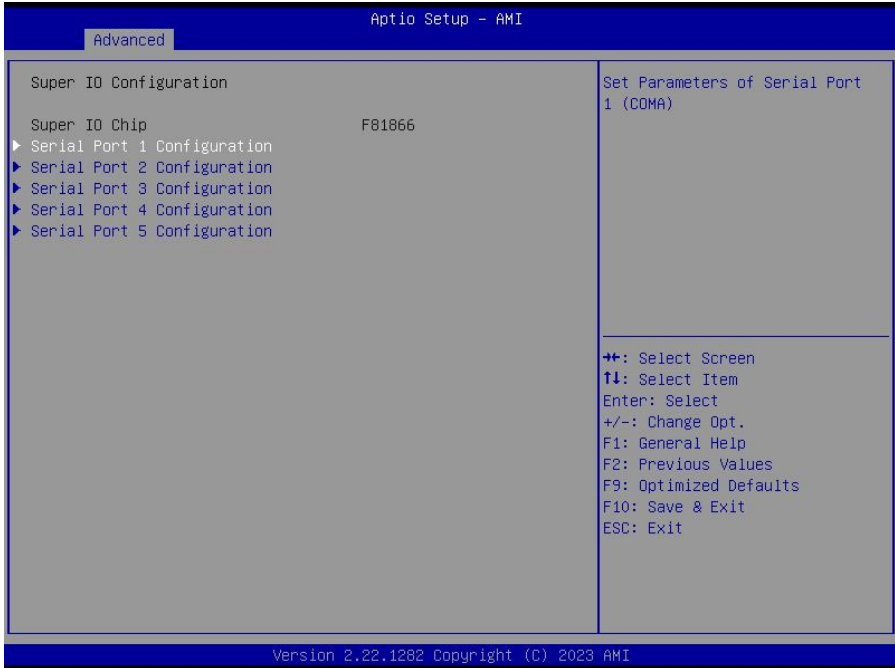 Aptio Setup – AMI
Advanced
Super IO Configuration
Super IO Chip F81866
Serial Port 1 Configuration
Serial Port 2 Configuration
Serial Port 3 Configuration
Serial Port 4 Configuration
Serial Port 5 Configuration
Set Parameters of Serial Port
1 (COMA)
→←: Select Screen
↑↓: Select Item
Enter: Select
+/-: Change Opt.
F1: General Help
F2: Previous Values
F9: Optimized Defaults
F10: Save & Exit
ESC: Exit
Version 2.22.1282 Copyright (C) 2023 AMI